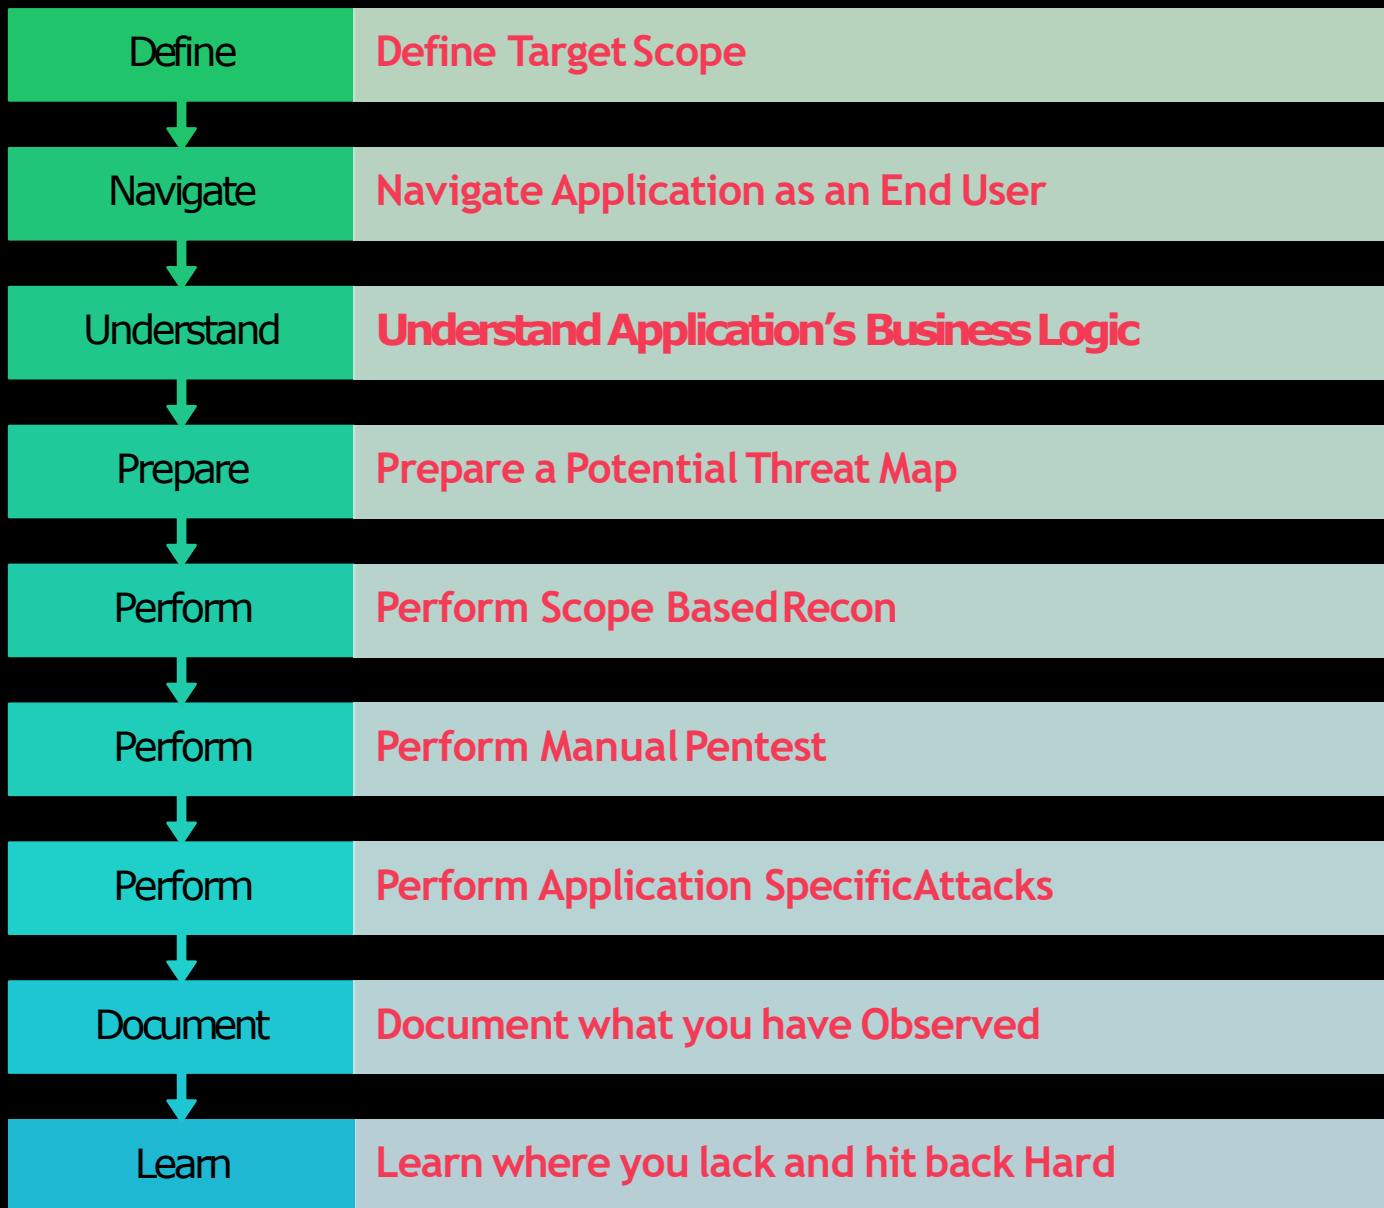 Define
Define Target Scope
Navigate
Navigate Application as an End User
Understand
Understand Application’s Business Logic
Prepare
Prepare a Potential Threat Map
Perform
Perform Scope Based Recon
Perform
Perform Manual Pentest
Perform
Perform Application Specific Attacks
Document
Document what you have Observed
Learn
Learn where you lack and hit back Hard